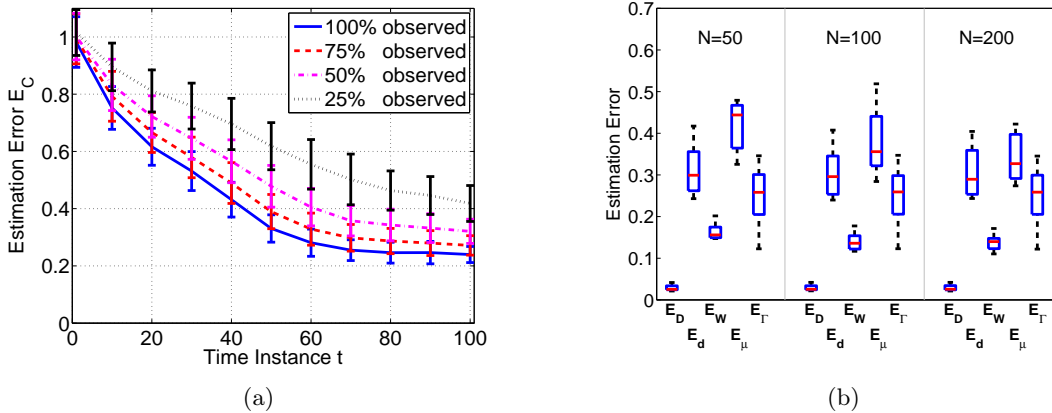 1
0.8
0.6
0.4
0.2
0
0 20 40 60 80 100
Estimation Error E_C
Time Instance t
100% observed
75% observed
50% observed
25% observed
(a)
0.7
0.6
0.5
0.4
0.3
0.2
0.1
0
Estimation Error
N=50 N=100 N=200
E_D E_W E_Γ E_D E_W E_Γ E_D E_W E_Γ
E_d E_μ E_d E_μ E_d E_μ
(b)